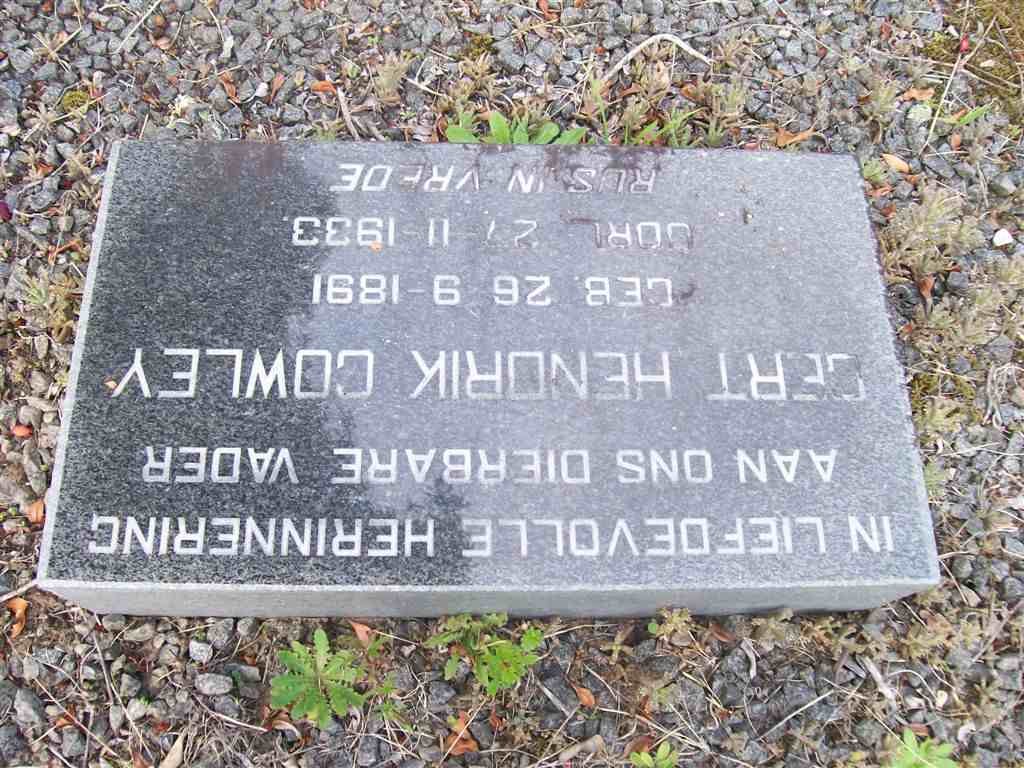 IN LIEFDEVOLLE HERINNERING
AAN ONS DIERBARE VADER
GERT HENDRIK COWLEY
GEB. 26-9-1891
OORL. 27-11-1933.
RUS IN VREDE